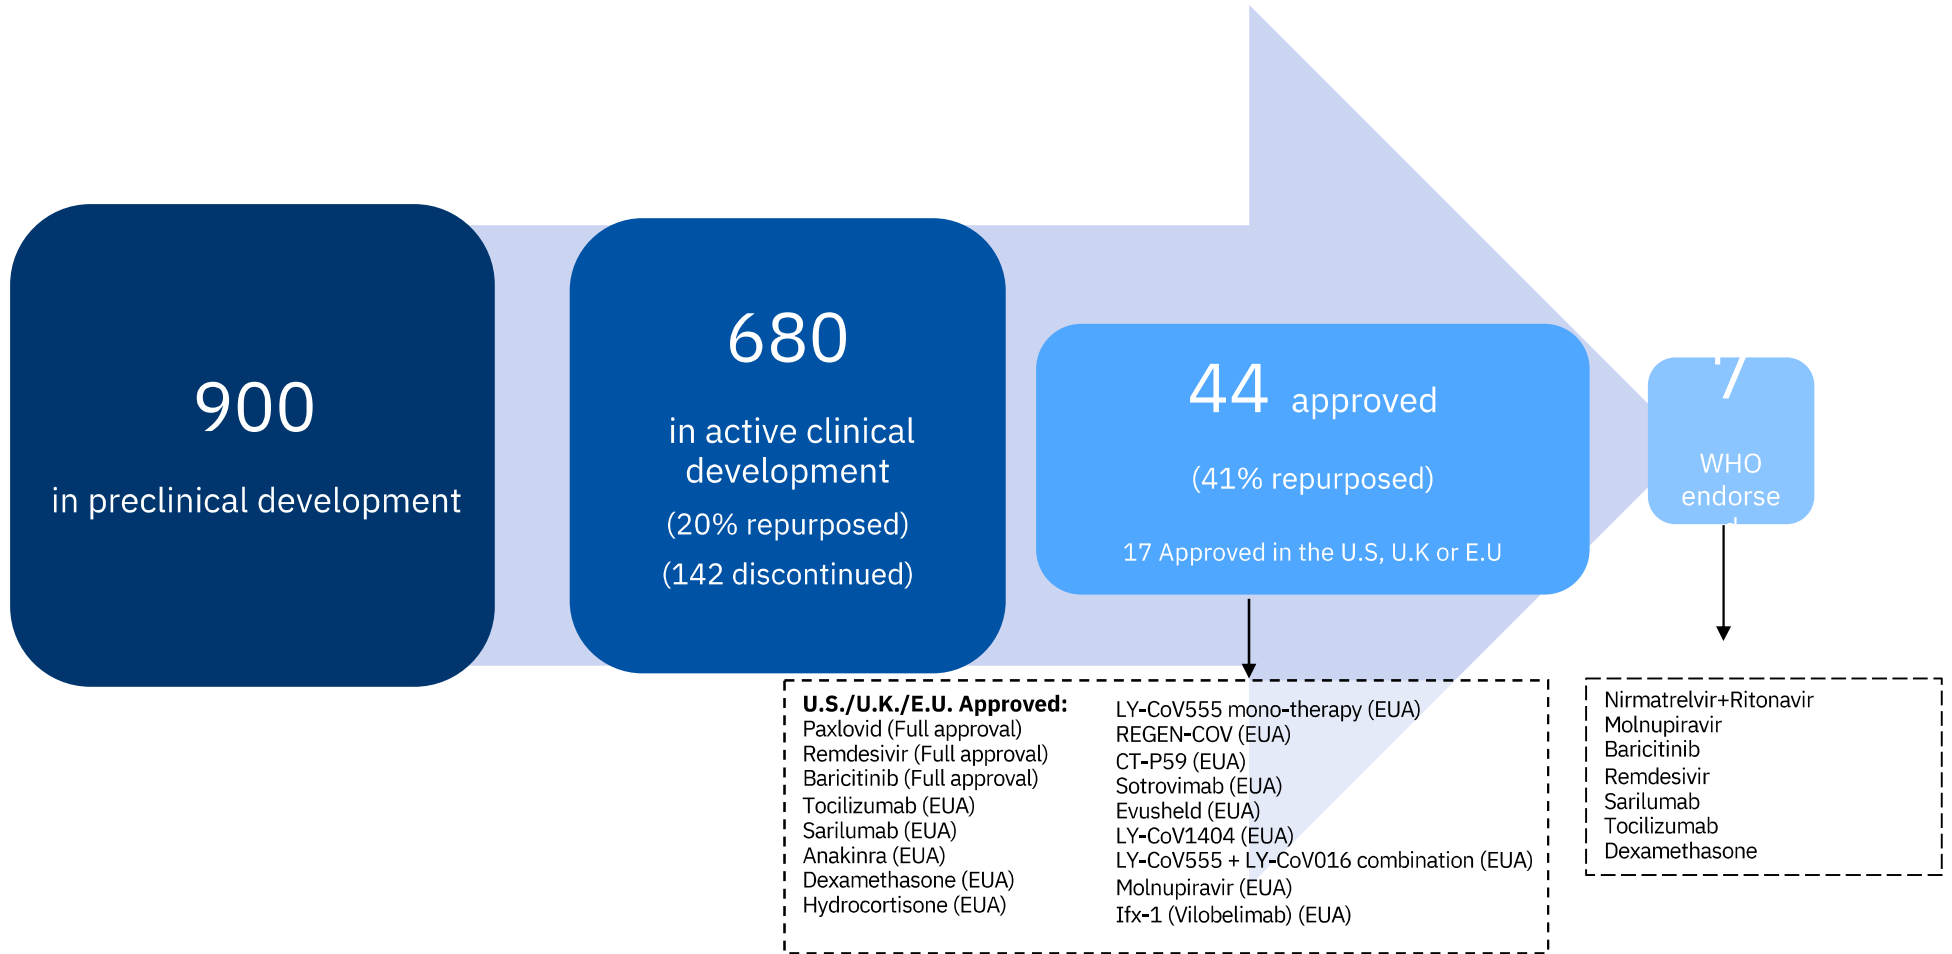 900
in preclinical development
680
in active clinical
development
(20% repurposed)
(142 discontinued)
44 approved
(41% repurposed)
17 Approved in the U.S, U.K or E.U
7
WHO
endorse
d
U.S./U.K./E.U. Approved:
Paxlovid (Full approval)
Remdesivir (Full approval)
Baricitinib (Full approval)
Tocilizumab (EUA)
Sarilumab (EUA)
Anakinra (EUA)
Dexamethasone (EUA)
Hydrocortisone (EUA)
LY-CoV555 mono-therapy (EUA)
REGEN-COV (EUA)
CT-P59 (EUA)
Sotrovimab (EUA)
Evusheld (EUA)
LY-CoV1404 (EUA)
LY-CoV555 + LY-CoV016 combination (EUA)
Molnupiravir (EUA)
Ifx-1 (Vilobelimab) (EUA)
Nirmatrelvir+Ritonavir
Molnupiravir
Baricitinib
Remdesivir
Sarilumab
Tocilizumab
Dexamethasone